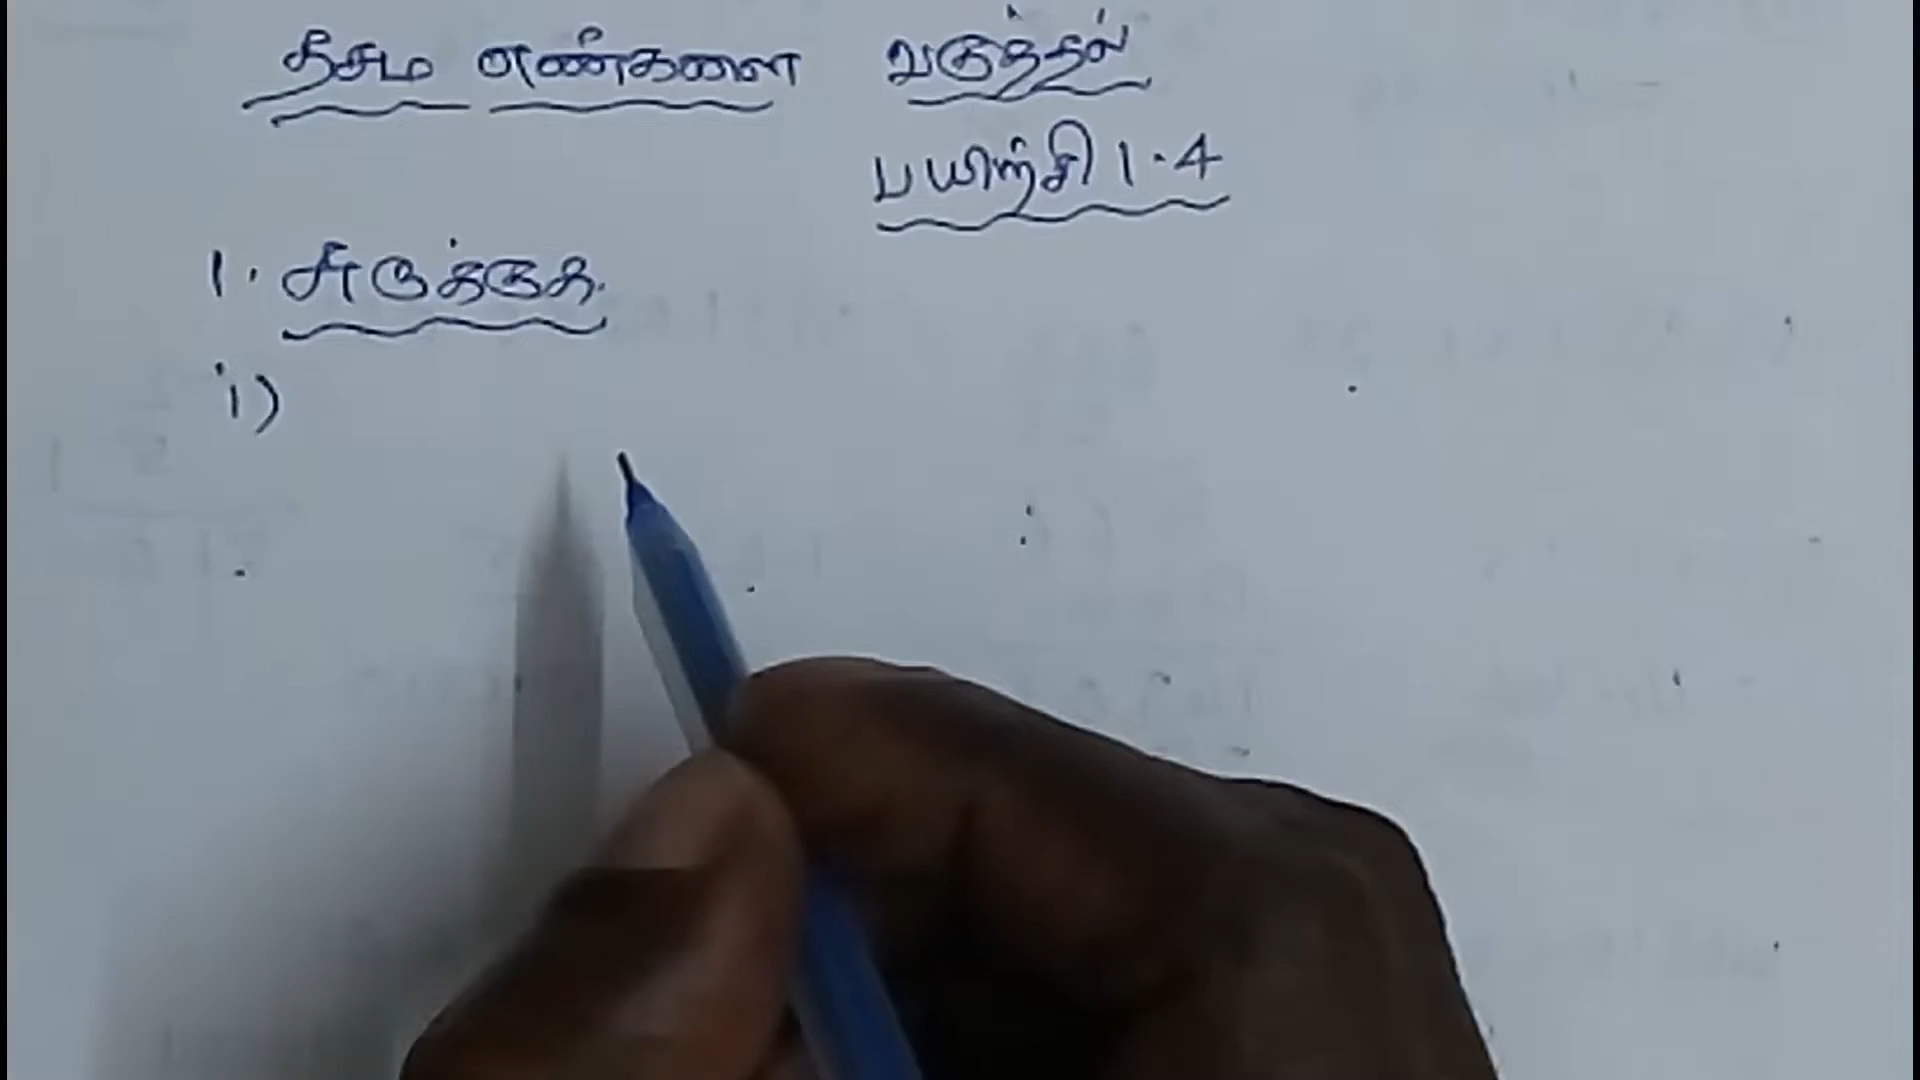 தசம எண்களை வகுத்தல்
பயிற்சி 1.4
1. சுருக்குக.
i)